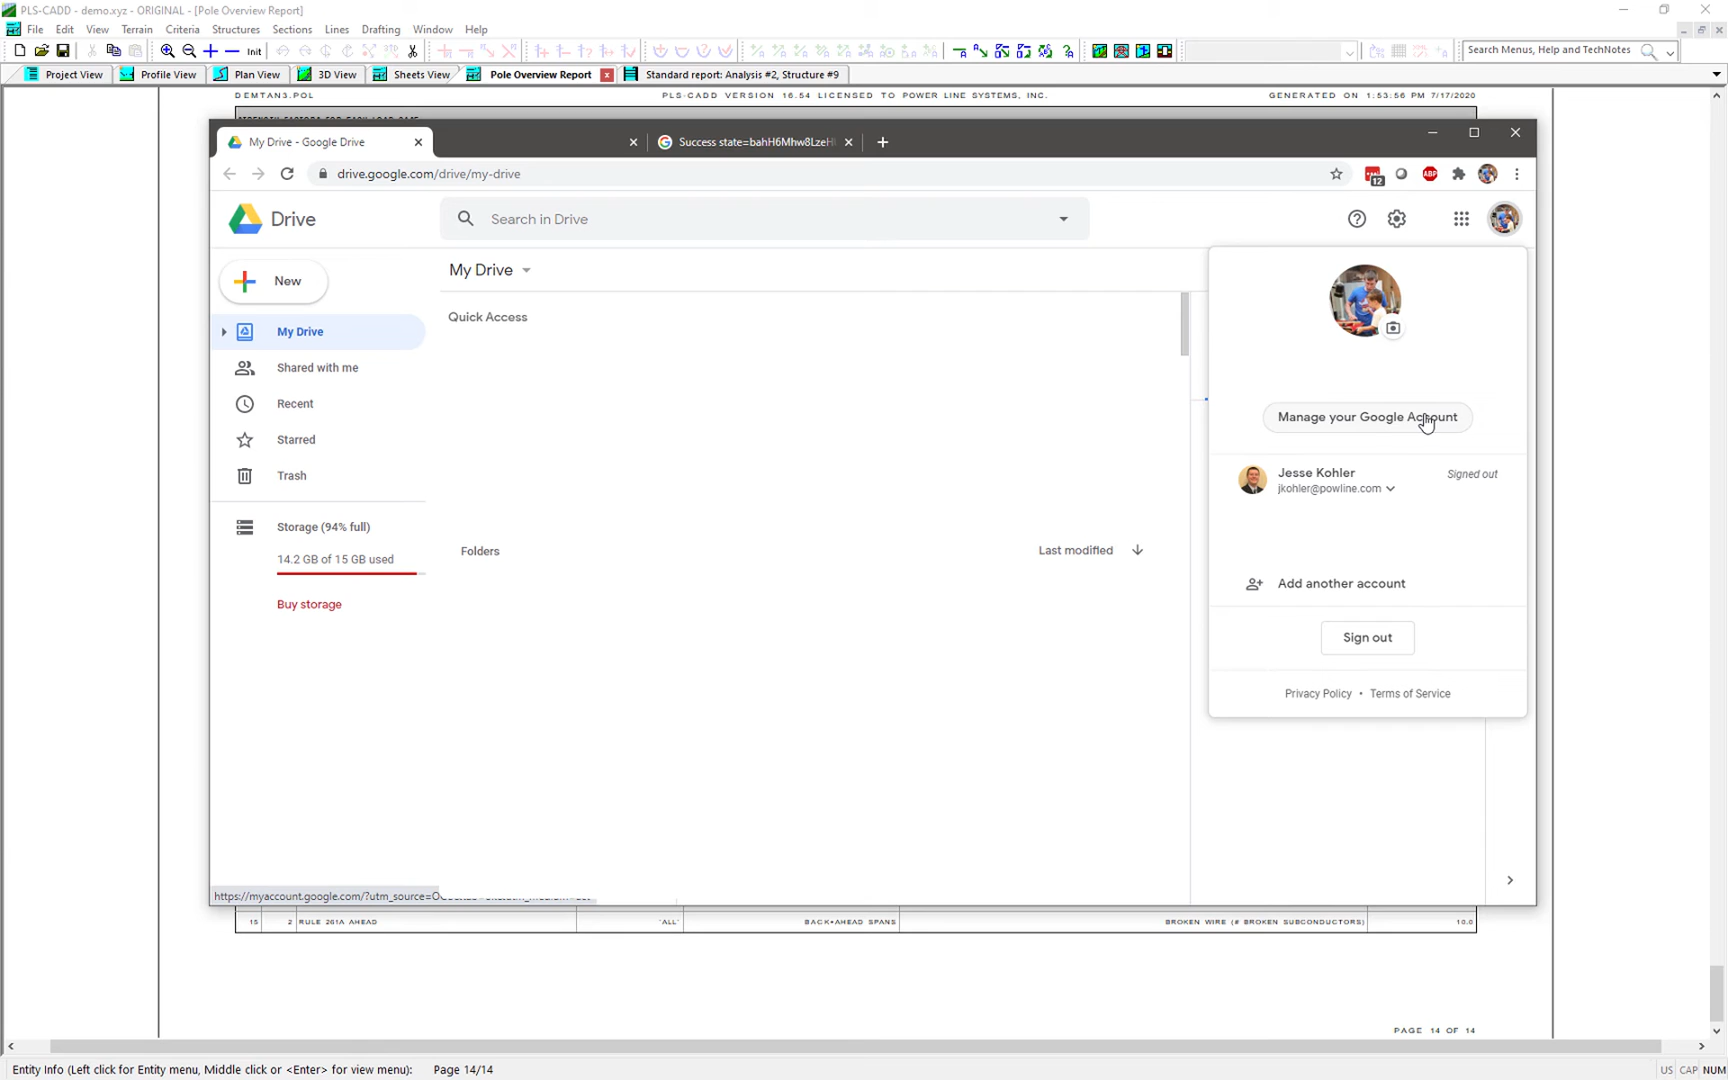 PLS-CADD - demo.xyz - ORIGINAL - [Pole Overview Report]
File Edit View Terrain Criteria Structures Sections Lines Drafting Window Help
Init
Search Menus, Help and TechNotes
Project View Profile View Plan View 3D View Sheets View Pole Overview Report x Standard report: Analysis #2, Structure #9
DEMTAN3.POL PLS-CADD VERSION 16.54 LICENSED TO POWER LINE SYSTEMS, INC. GENERATED ON 1:53:56 PM 7/17/2020
My Drive - Google Drive Success state=bahH6Mhw8LzeH
drive.google.com/drive/my-drive 12 ABP
Drive Search in Drive
New
My Drive
Shared with me
Recent
Starred
Trash
Storage (94% full)
14.2 GB of 15 GB used
Buy storage
My Drive
Quick Access
Folders Last modified
Manage your Google Account
Jesse Kohler Signed out
jkohler@powline.com
Add another account
Sign out
Privacy Policy • Terms of Service
https://myaccount.google.com/?utm_source=O
15 2 RULE 261A AHEAD "ALL" BACK+AHEAD SPANS BROKEN WIRE (# BROKEN SUBCONDUCTORS) 10.0
PAGE 14 OF 14
Entity Info (Left click for Entity menu, Middle click or <Enter> for view menu): Page 14/14 US CAP NUM